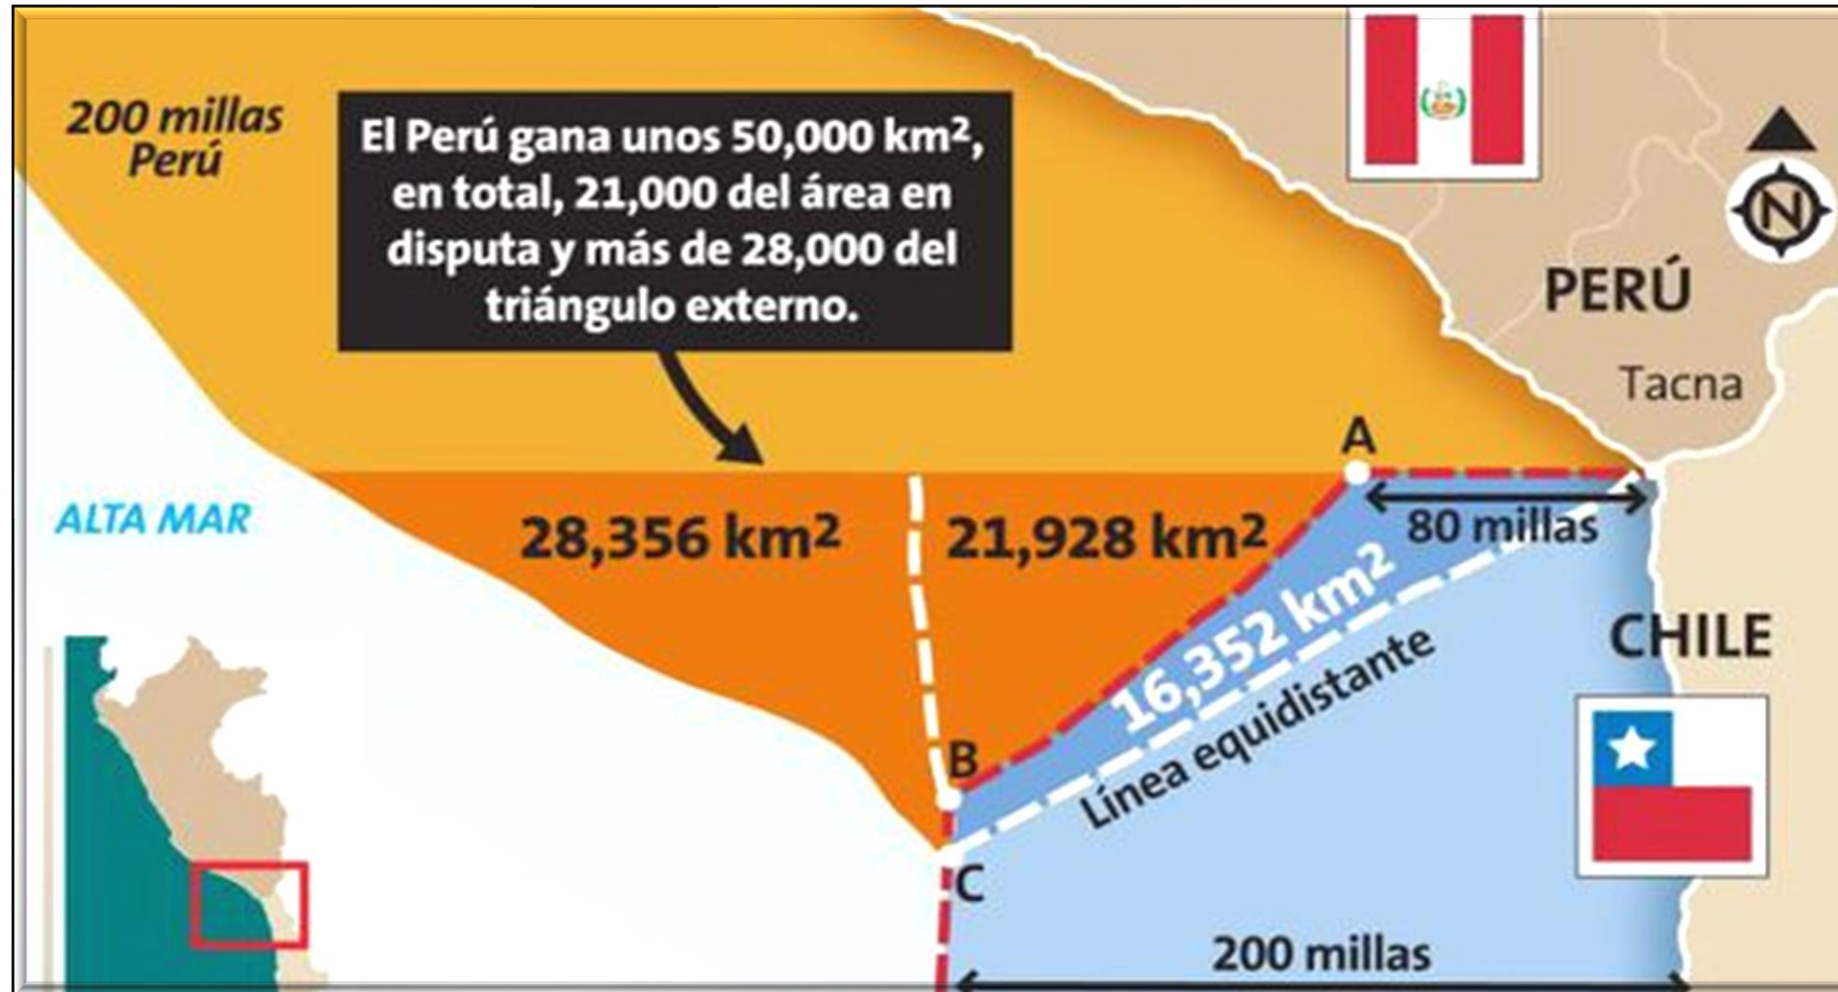 200 millas
Perú
El Perú gana unos 50,000 km²,
en total, 21,000 del área en
disputa y más de 28,000 del
triángulo externo.
N
PERÚ
Tacna
A
80 millas
ALTA MAR
28,356 km²
21,928 km²
16,352 km²
Línea equidistante
CHILE
B
C
200 millas